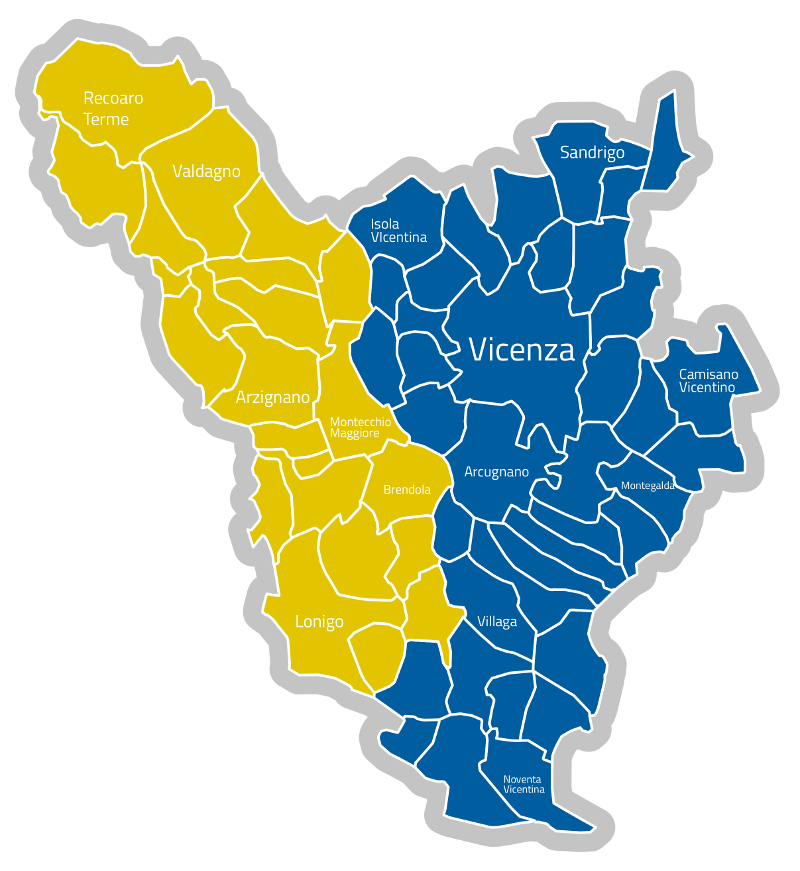 Recoaro
Terme
Valdagno
Sandrigo
Isola
VIcentina
Vicenza
Camisano
Vicentino
Arzignano
Montecchio
Maggiore
Arcugnano
Brendola
Montegalda
Lonigo
Villaga
Noventa
Vicentina